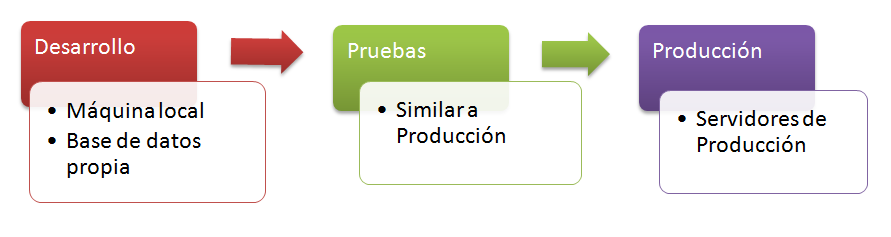 Desarrollo
• Máquina local
• Base de datos
propia
Pruebas
• Similar a
Producción
Producción
• Servidores de
Producción